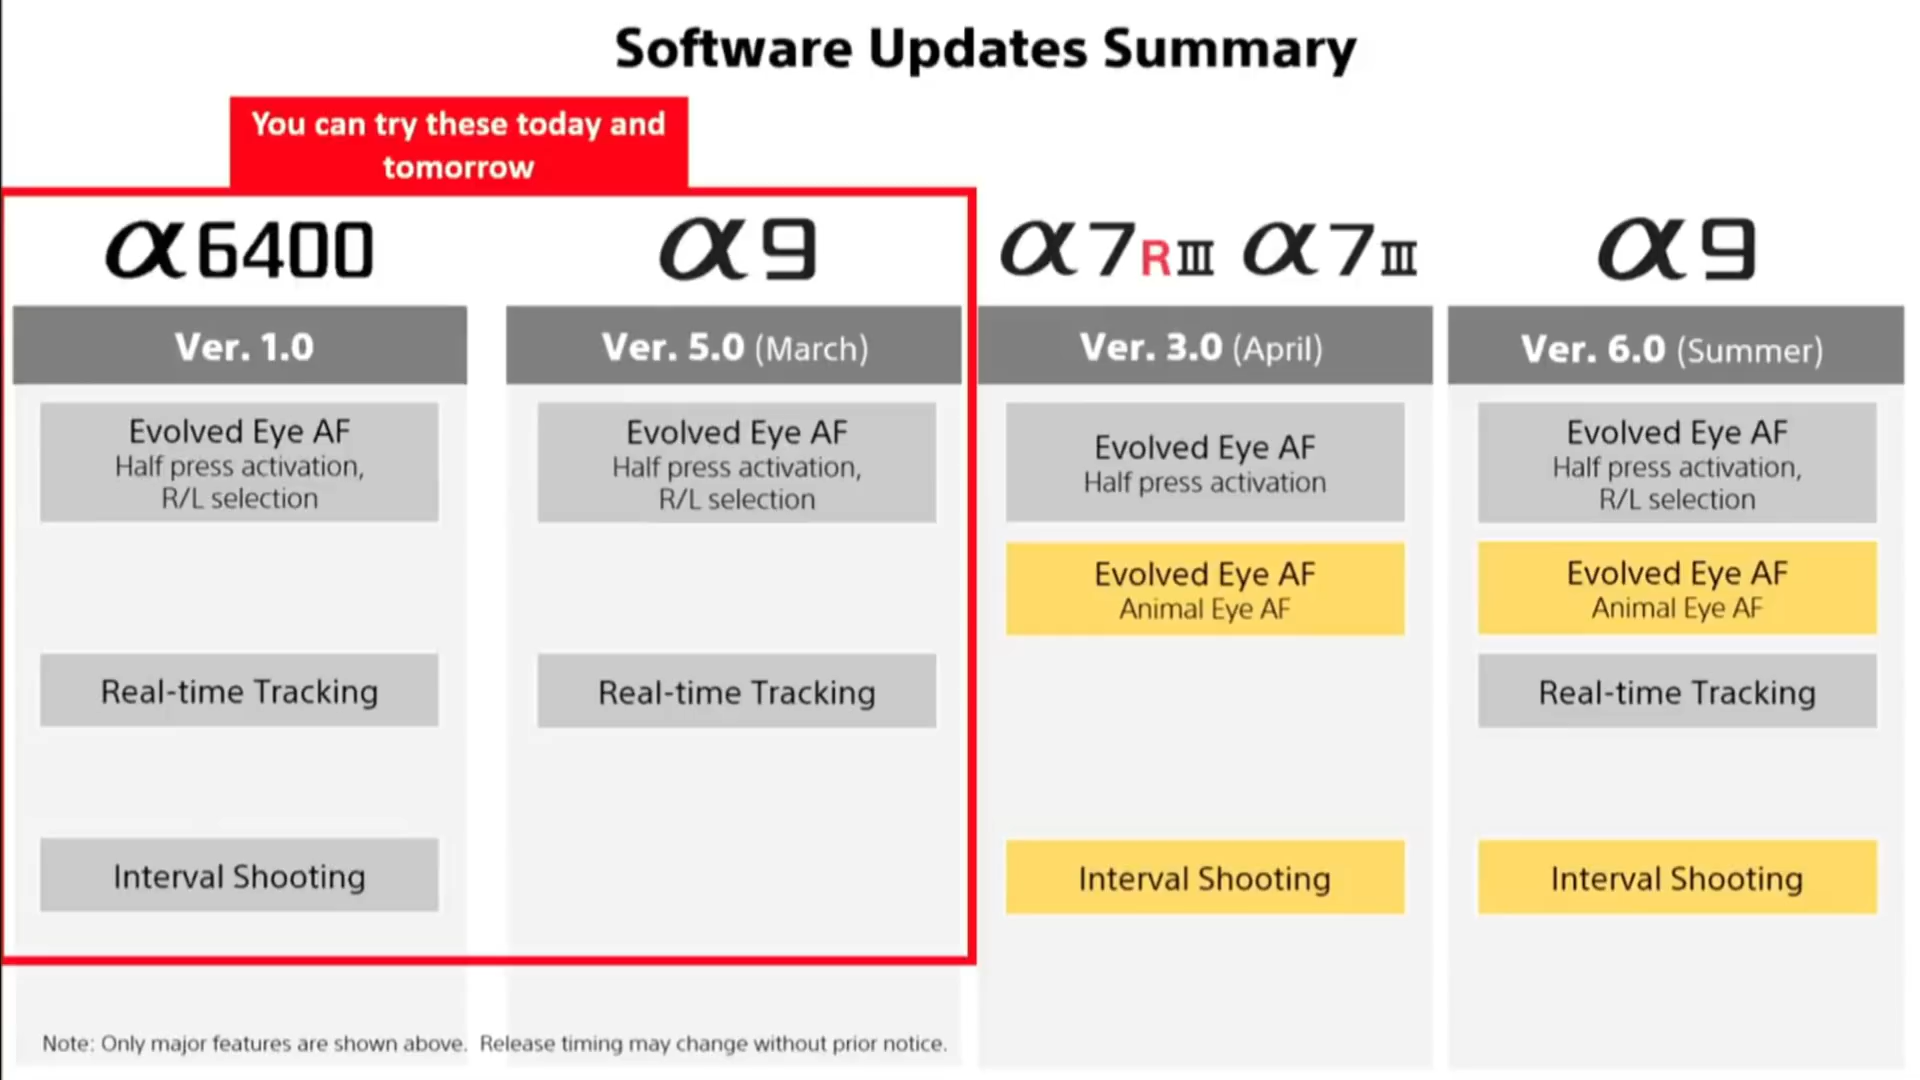 Software Updates Summary
You can try these today and
tomorrow
α6400
Ver. 1.0
Evolved Eye AF
Half press activation,
R/L selection
Real-time Tracking
Interval Shooting
α9
Ver. 5.0 (March)
Evolved Eye AF
Half press activation,
R/L selection
Real-time Tracking
α7RIII α7III
Ver. 3.0 (April)
Evolved Eye AF
Half press activation
Evolved Eye AF
Animal Eye AF
Interval Shooting
α9
Ver. 6.0 (Summer)
Evolved Eye AF
Half press activation,
R/L selection
Evolved Eye AF
Animal Eye AF
Real-time Tracking
Interval Shooting
Note: Only major features are shown above. Release timing may change without prior notice.